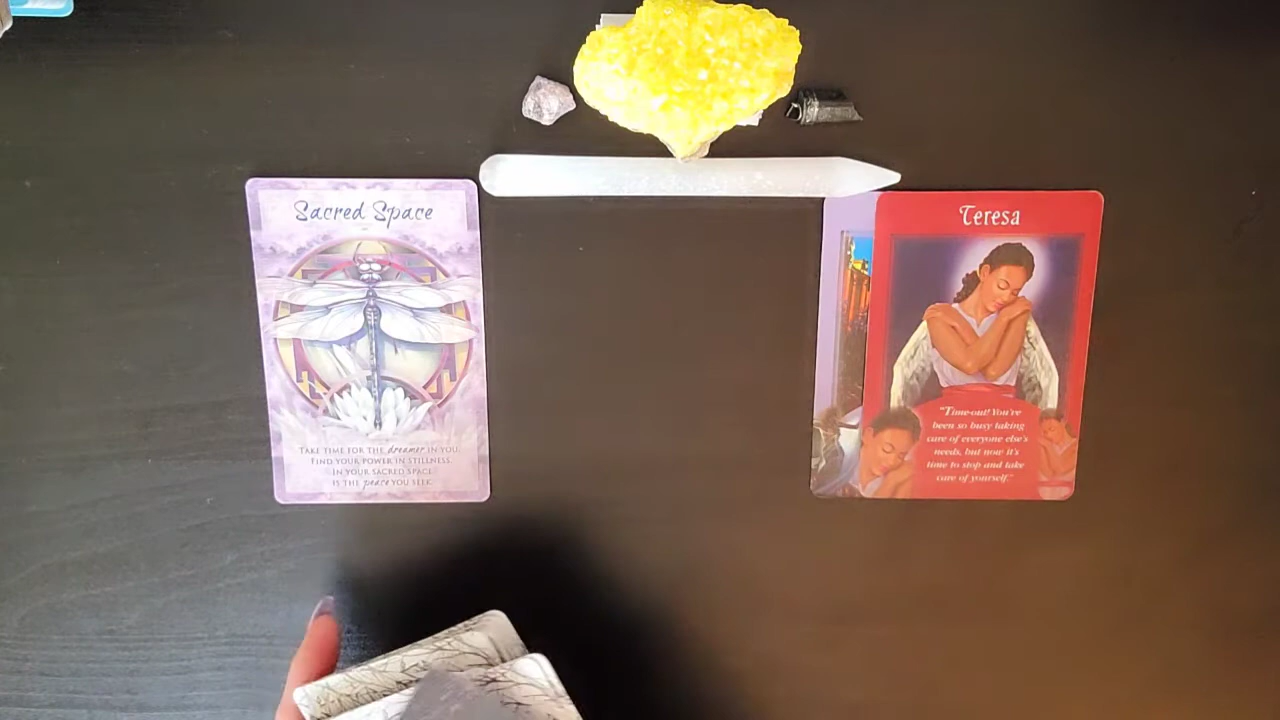 Sacred Space
TAKE TIME FOR THE dreamer IN YOU.
FIND YOUR POWER IN STILLNESS.
IN YOUR SACRED SPACE
IS THE peace YOU SEEK.
Teresa
"Time-out! You've
been so busy taking
care of everyone else's
needs, but now it's
time to stop and take
care of yourself."